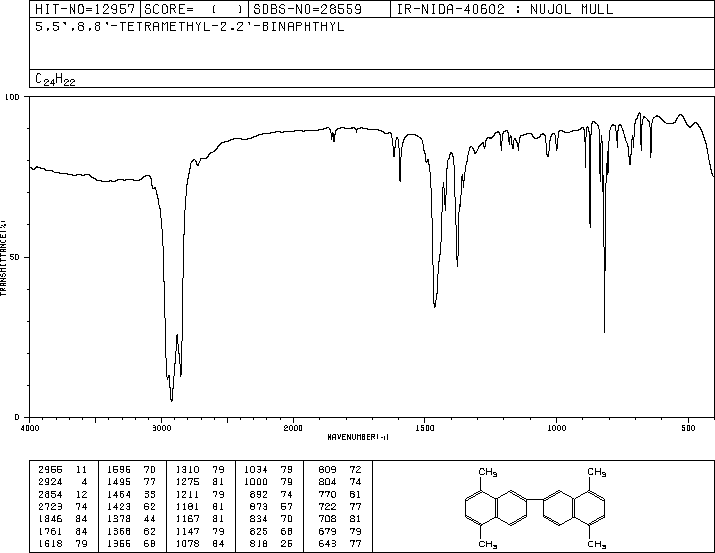 HIT-NO=12957 SCORE= ( ) SDBS-NO=28559 IR-NIDA-40602 : NUJOL MULL
5,5',8,8'-TETRAMETHYL-2,2'-BINAPHTHYL
C24H22
100
50
0
TRANSMITTANCE(%)
4000 3000 2000 1500 1000 500
WAVENUMBER(-1)
2955 11 1596 70 1310 79 1034 79 809 72
2924 4 1495 77 1275 81 1000 79 804 74
2854 12 1464 33 1211 79 892 74 770 81
2723 74 1423 62 1181 81 873 57 722 77
1846 84 1378 44 1167 81 834 70 708 81
1761 84 1368 62 1147 79 825 68 679 79
1618 79 1355 68 1078 84 818 25 643 77
CH3 CH3
CH3 CH3